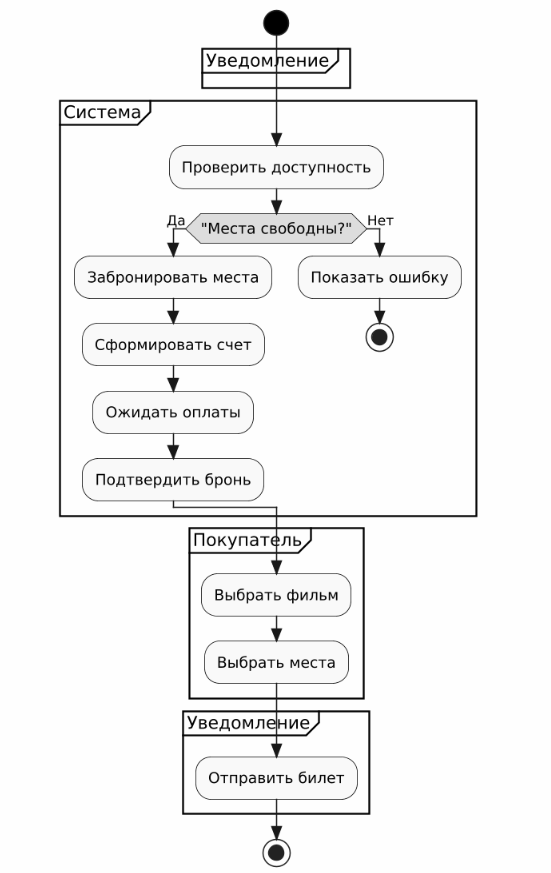 Уведомление
Система
Проверить доступность
Да
"Места свободны?"
Нет
Забронировать места
Показать ошибку
Сформировать счет
Ожидать оплаты
Подтвердить бронь
Покупатель
Выбрать фильм
Выбрать места
Уведомление
Отправить билет